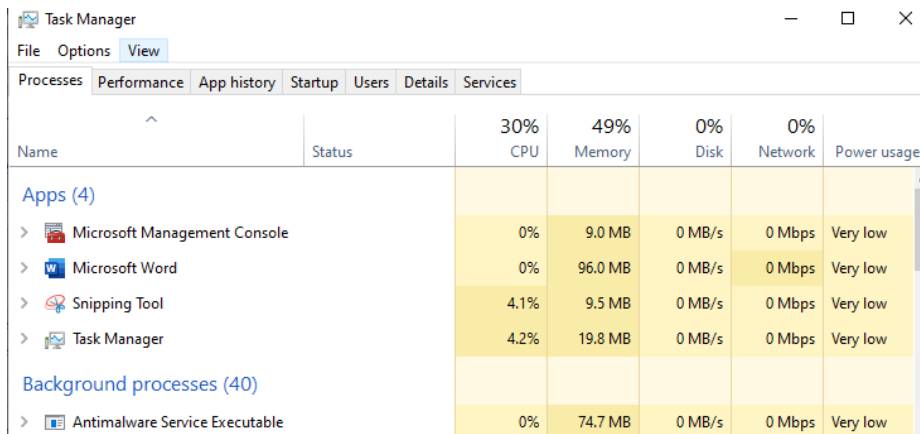 Task Manager
File Options View
Processes Performance App history Startup Users Details Services
30% 49% 0% 0%
Name Status CPU Memory Disk Network Power usage
Apps (4)
Microsoft Management Console 0% 9.0 MB 0 MB/s 0 Mbps Very low
Microsoft Word 0% 96.0 MB 0 MB/s 0 Mbps Very low
Snipping Tool 4.1% 9.5 MB 0 MB/s 0 Mbps Very low
Task Manager 4.2% 19.8 MB 0 MB/s 0 Mbps Very low
Background processes (40)
Antimalware Service Executable 0% 74.7 MB 0 MB/s 0 Mbps Very low